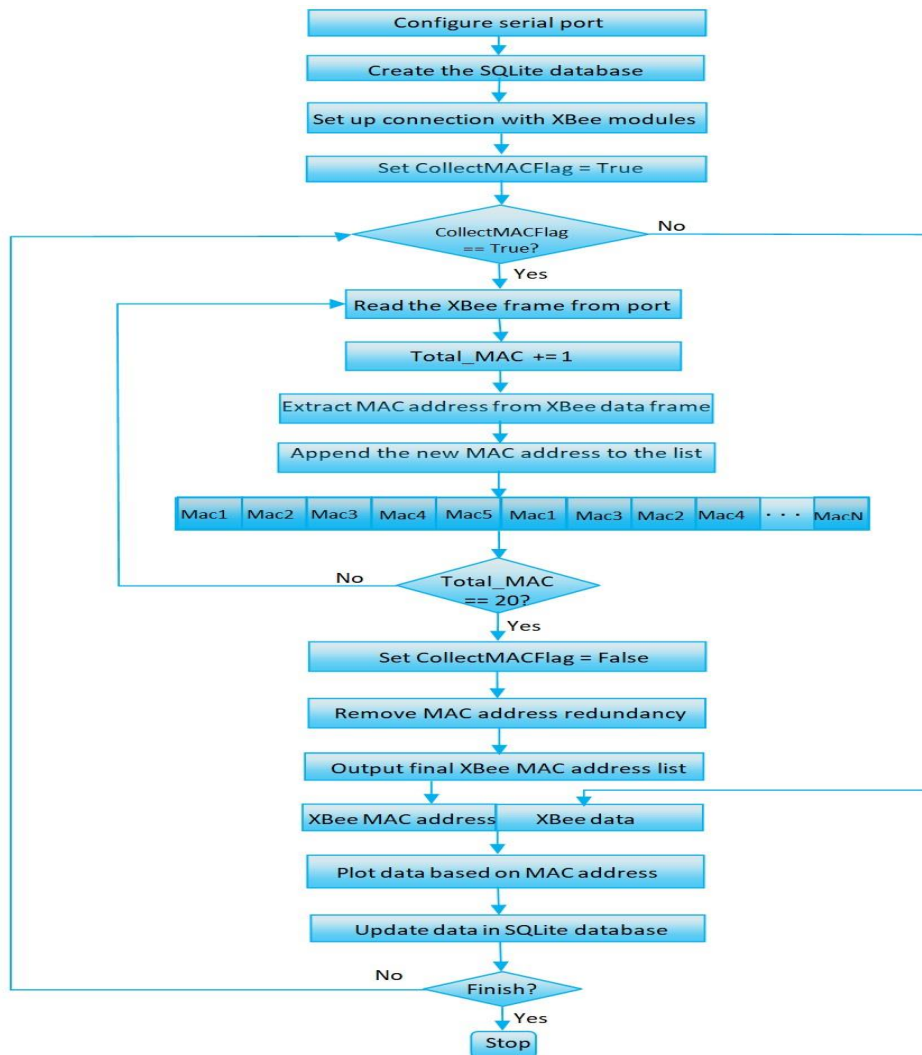 Configure serial port
Create the SQLite database
Set up connection with XBee modules
Set CollectMACFlag = True
CollectMACFlag
== True?
No
Yes
Read the XBee frame from port
Total_MAC += 1
Extract MAC address from XBee data frame
Append the new MAC address to the list
Mac1 Mac2 Mac3 Mac4 Mac5 Mac1 Mac3 Mac2 Mac4 . . . MacN
No
Total_MAC
== 20?
Yes
Set CollectMACFlag = False
Remove MAC address redundancy
Output final XBee MAC address list
XBee MAC address XBee data
Plot data based on MAC address
Update data in SQLite database
No
Finish?
Yes
Stop